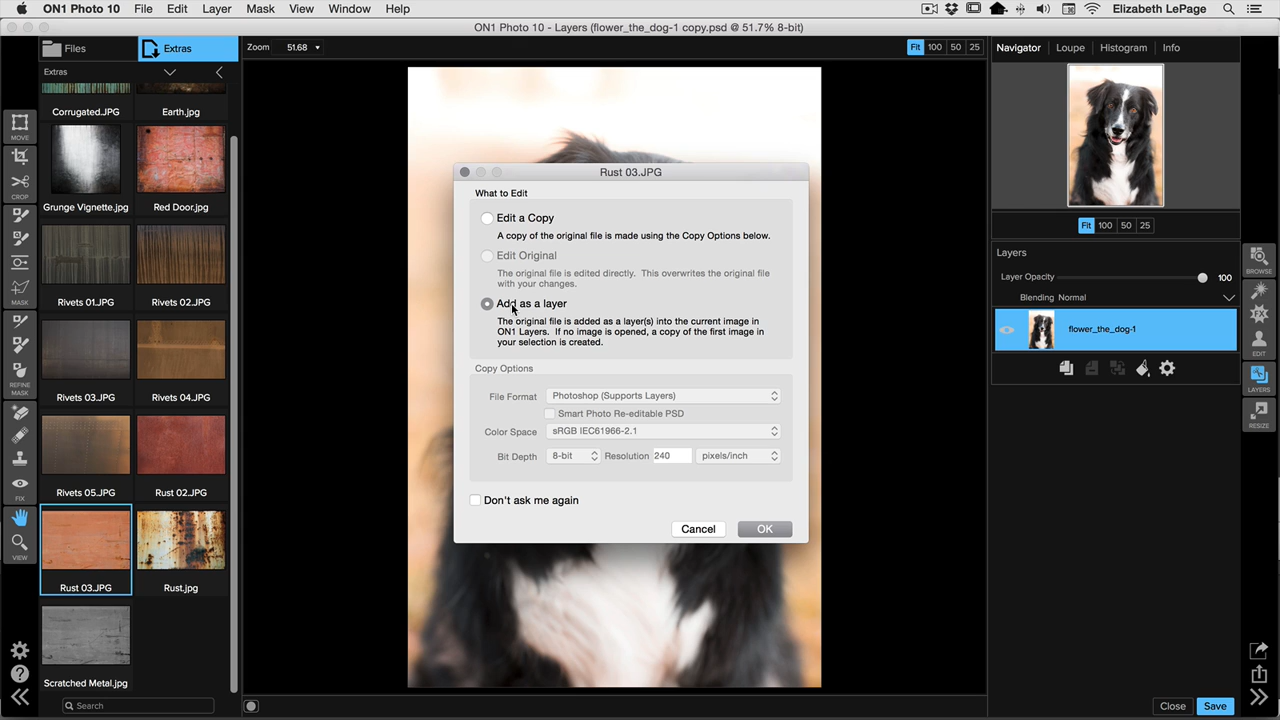 ON1 Photo 10 File Edit Layer Mask View Window Help Elizabeth LePage
ON1 Photo 10 - Layers (flower_the_dog-1 copy.psd @ 51.7% 8-bit)
Files Extras
Extras
Corrugated.JPG Earth.jpg
Grunge Vignette.jpg Red Door.jpg
Rivets 01.JPG Rivets 02.JPG
Rivets 03.JPG Rivets 04.JPG
Rivets 05.JPG Rust 02.JPG
Rust 03.JPG Rust.jpg
Scratched Metal.jpg
Search
MOVE
CROP
MASK
REFINE
MASK
FIX
VIEW
Zoom 51.68 Fit 100 50 25
Rust 03.JPG
What to Edit
Edit a Copy
A copy of the original file is made using the Copy Options below.
Edit Original
The original file is edited directly. This overwrites the original file
with your changes.
Add as a layer
The original file is added as a layer(s) into the current image in
ON1 Layers. If no image is opened, a copy of the first image in
your selection is created.
Copy Options
File Format Photoshop (Supports Layers)
Smart Photo Re-editable PSD
Color Space sRGB IEC61966-2.1
Bit Depth 8-bit Resolution 240 pixels/inch
Don't ask me again
Cancel OK
Navigator Loupe Histogram Info
Fit 100 50 25
Layers
Layer Opacity 100
Blending Normal
flower_the_dog-1
BROWSE
EDIT
LAYERS
RESIZE
Close Save